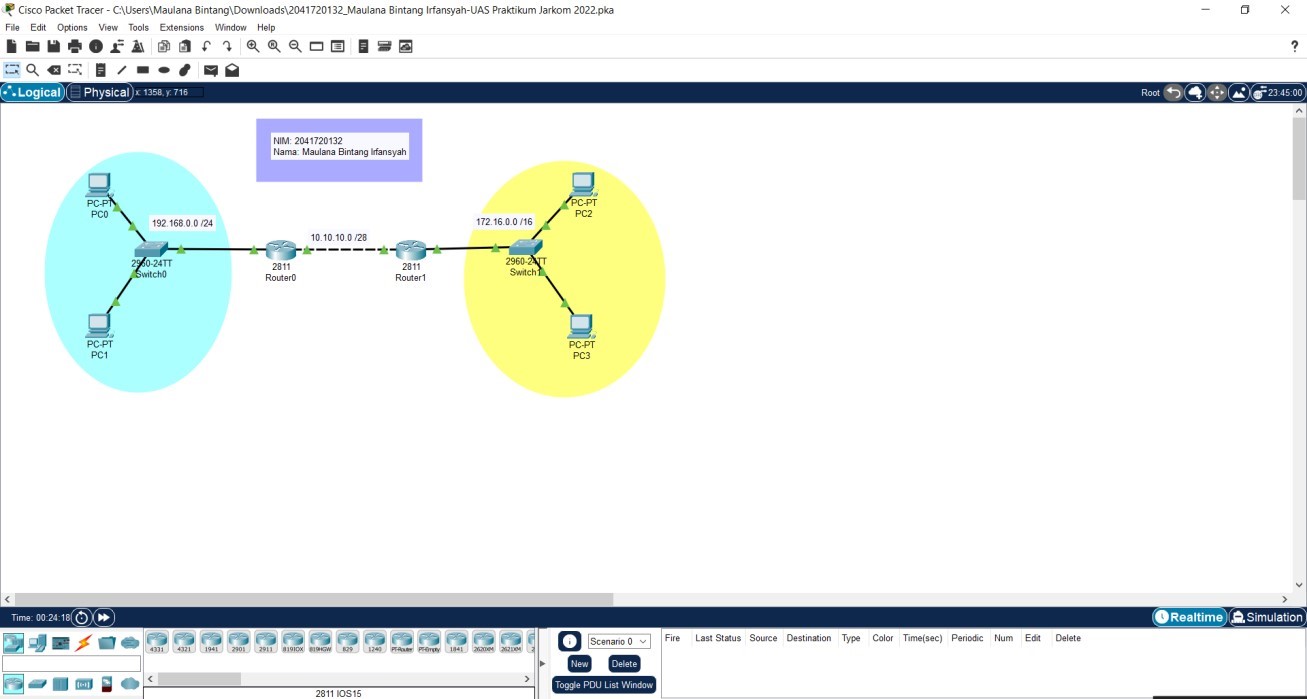 Cisco Packet Tracer - C:\Users\Maulana Bintang\Downloads\2041720132_Maulana Bintang Irfansyah-UAS Praktikum Jarkom 2022.pka
File Edit Options View Tools Extensions Window Help
?
Logical Physical x: 1358, y: 716 Root 23:45:00
NIM: 2041720132
Nama: Maulana Bintang Irfansyah
PC-PT
PC0
192.168.0.0 /24
2960-24TT
Switch0
PC-PT
PC1
2811
Router0
10.10.10.0 /28
2811
Router1
172.16.0.0 /16
PC-PT
PC2
2960-24TT
Switch1
PC-PT
PC3
Time: 00:24:18 Realtime Simulation
4331 4321 1941 2901 2911 819IOX 819HGW 829 1240 PT-Router PT-Empty 1841 2620XM 2621XM 2
2811 IOS15
Scenario 0
New Delete
Toggle PDU List Window
Fire Last Status Source Destination Type Color Time(sec) Periodic Num Edit Delete